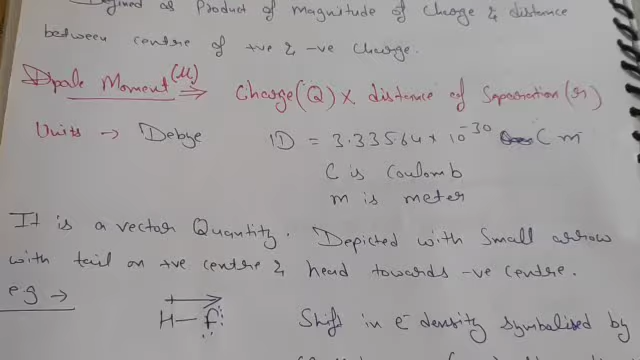 Defined as Product of magnitude of charge & distance
between centre of +ve & -ve charge.
Dipole Moment (μ) ⇒ Charge (Q) × distance of Separation (r)
Units → Debye 1D = 3.33564 × 10⁻³⁰ C m
C is Coulomb
m is meter
It is a vector Quantity. Depicted with Small arrow
with tail on +ve centre & head towards -ve centre.
e.g →
H — F
Shift in e⁻ density symbolised by